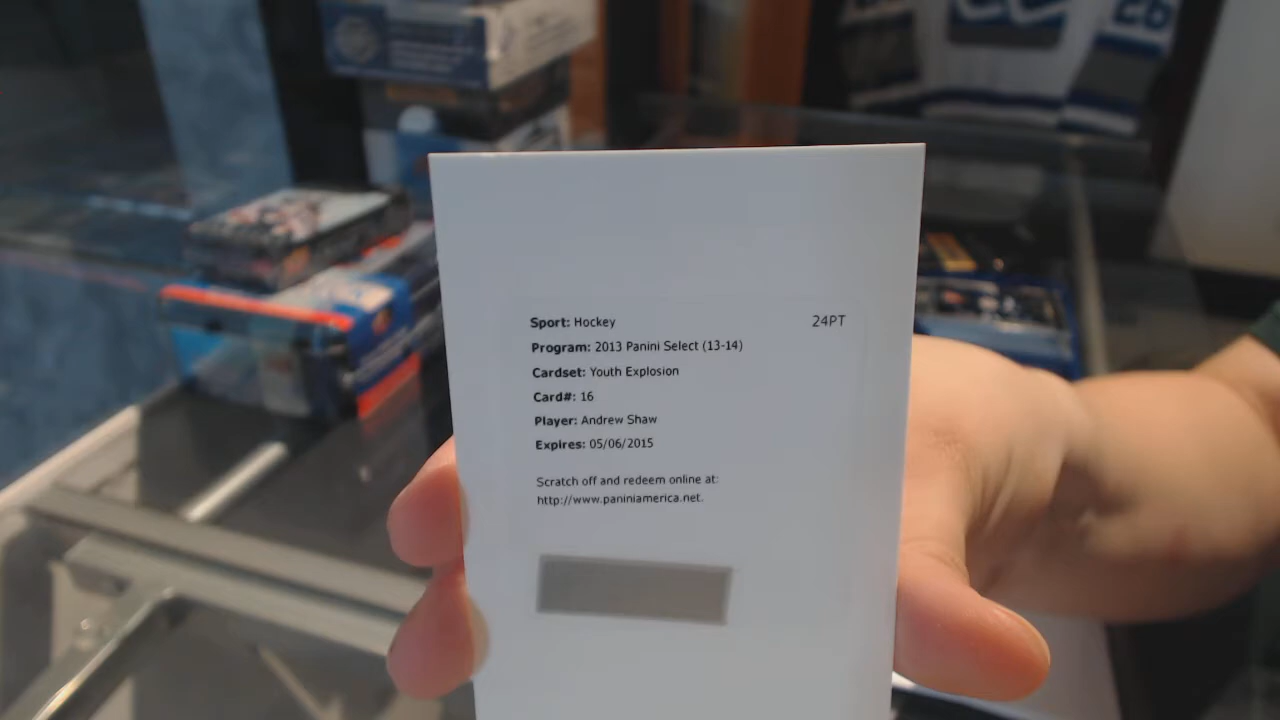 Sport: Hockey 24PT
Program: 2013 Panini Select (13-14)
Cardset: Youth Explosion
Card#: 16
Player: Andrew Shaw
Expires: 05/06/2015
Scratch off and redeem online at:
http://www.paniniamerica.net.
26